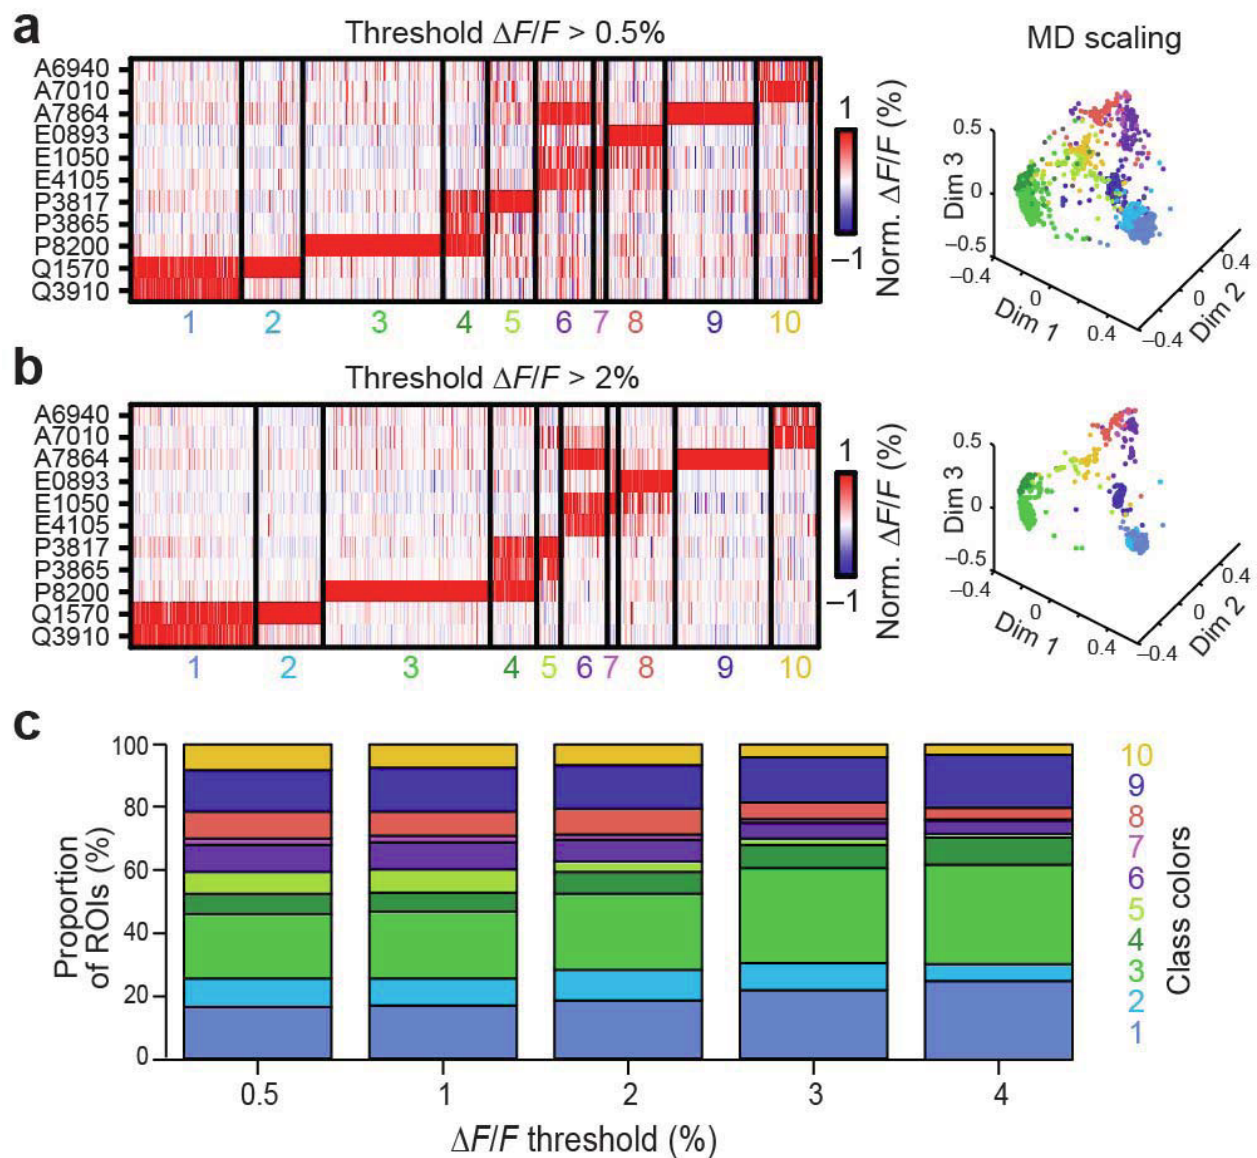 a
Threshold ΔF/F > 0.5%
MD scaling
A6940
A7010
A7864
E0893
E1050
E4105
P3817
P3865
P8200
Q1570
Q3910
1 2 3 4 5 6 7 8 9 10
1
–1
Norm. ΔF/F (%)
0.5
0
–0.5
Dim 3
–0.4
0
0.4
Dim 1
–0.4
0
0.4
Dim 2
b
Threshold ΔF/F > 2%
A6940
A7010
A7864
E0893
E1050
E4105
P3817
P3865
P8200
Q1570
Q3910
1 2 3 4 5 6 7 8 9 10
1
–1
Norm. ΔF/F (%)
0.5
0
–0.5
Dim 3
–0.4
0
0.4
Dim 1
–0.4
0
0.4
Dim 2
c
Proportion
of ROIs (%)
100
80
60
40
20
0
0.5 1 2 3 4
ΔF/F threshold (%)
10
9
8
7
6
5
4
3
2
1
Class colors